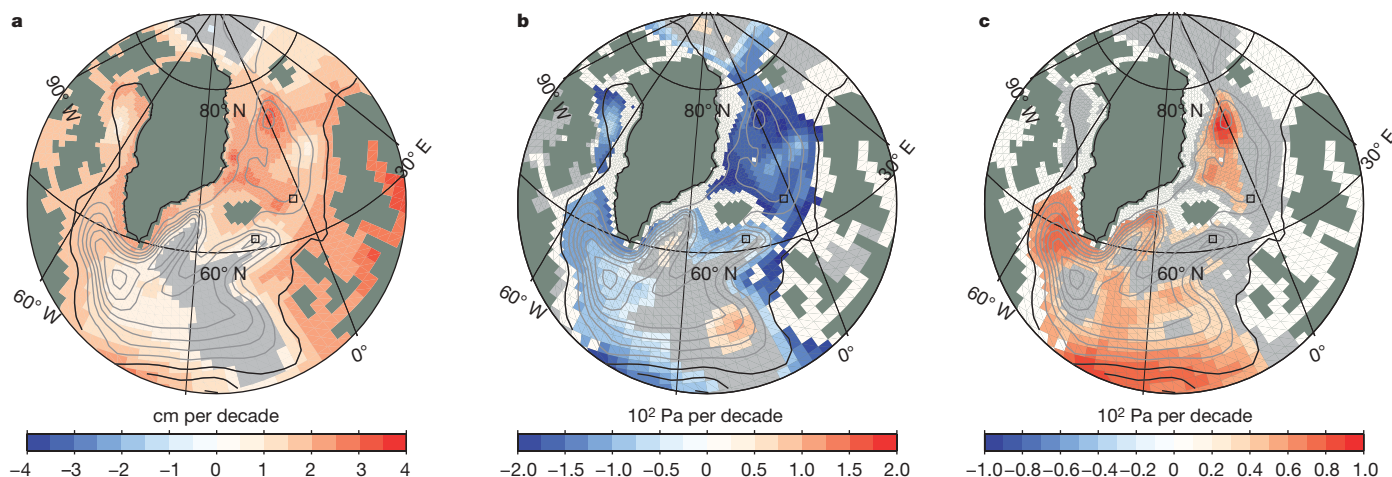 a
b
c
90° W
80° N
30° E
60° N
60° W
0°
90° W
80° N
30° E
60° N
60° W
0°
90° W
80° N
30° E
60° N
60° W
0°
cm per decade
−4 −3 −2 −1 0 1 2 3 4
10² Pa per decade
−2.0 −1.5 −1.0 −0.5 0 0.5 1.0 1.5 2.0
10² Pa per decade
−1.0 −0.8 −0.6 −0.4 −0.2 0 0.2 0.4 0.6 0.8 1.0